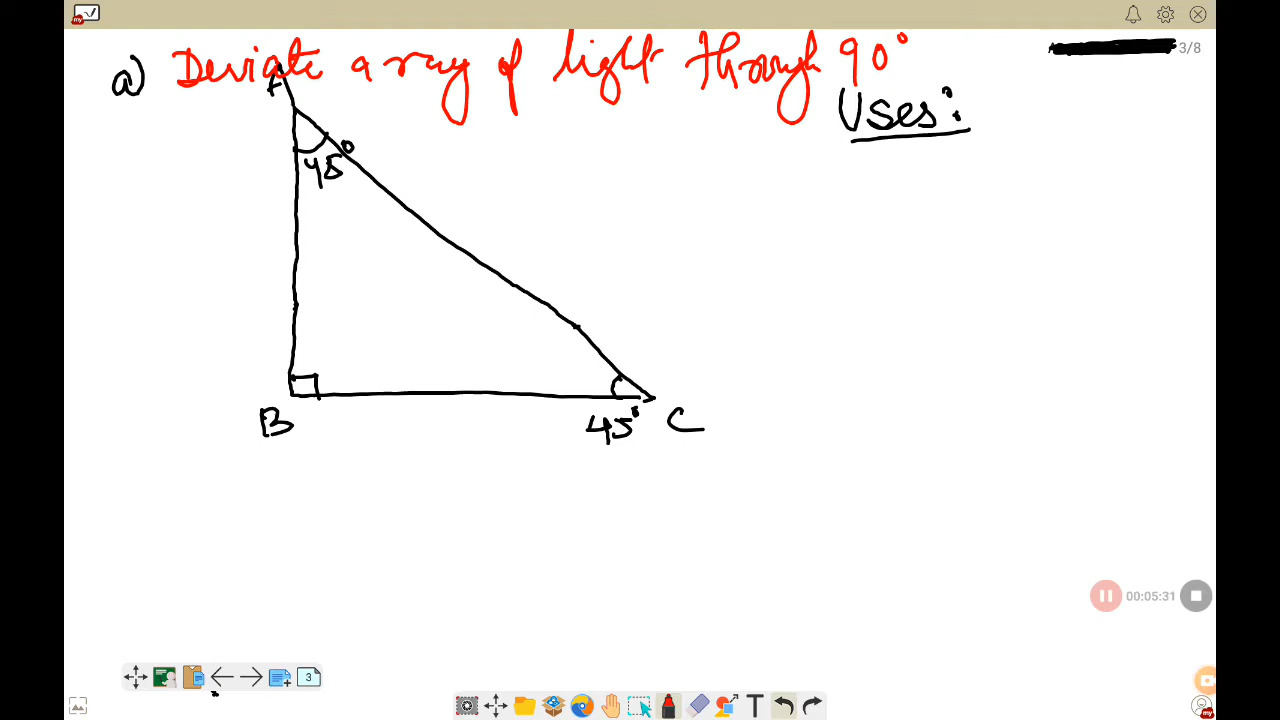 3/8
a) Deviate a ray of light through 90°
Uses:
A
45°
B
45° C
00:05:31
3
T